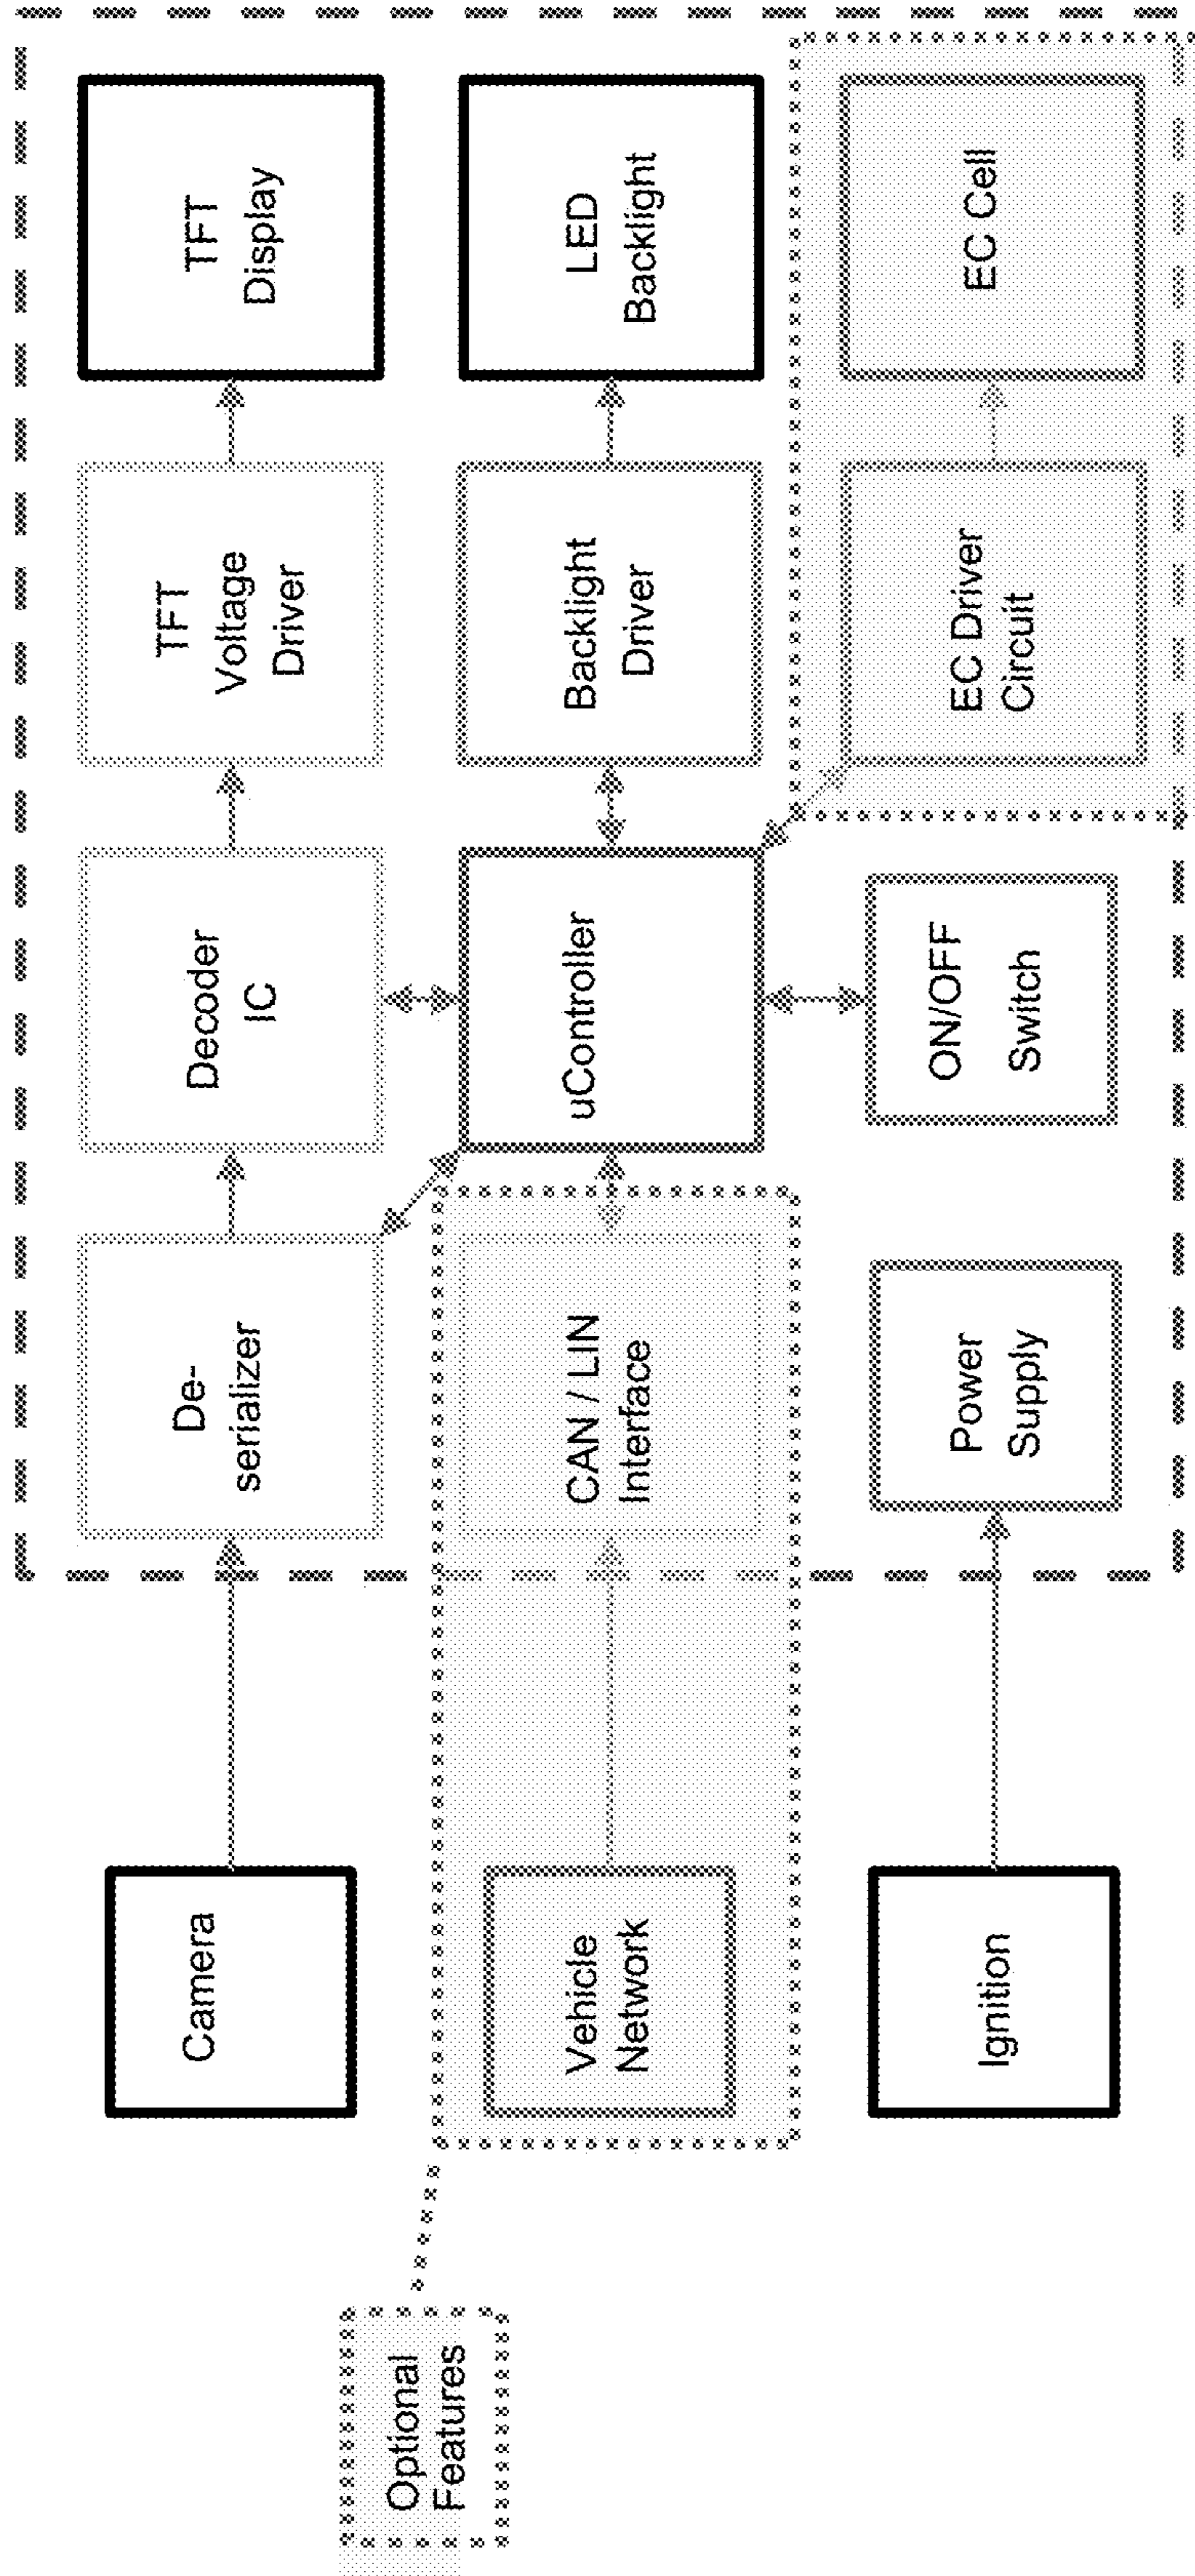 Camera
De-
serializer
Decoder
IC
TFT
Voltage
Driver
TFT
Display
Optional
Features
Vehicle
Network
CAN / LIN
Interface
uController
Backlight
Driver
LED
Backlight
Ignition
Power
Supply
ON/OFF
Switch
EC Driver
Circuit
EC Cell